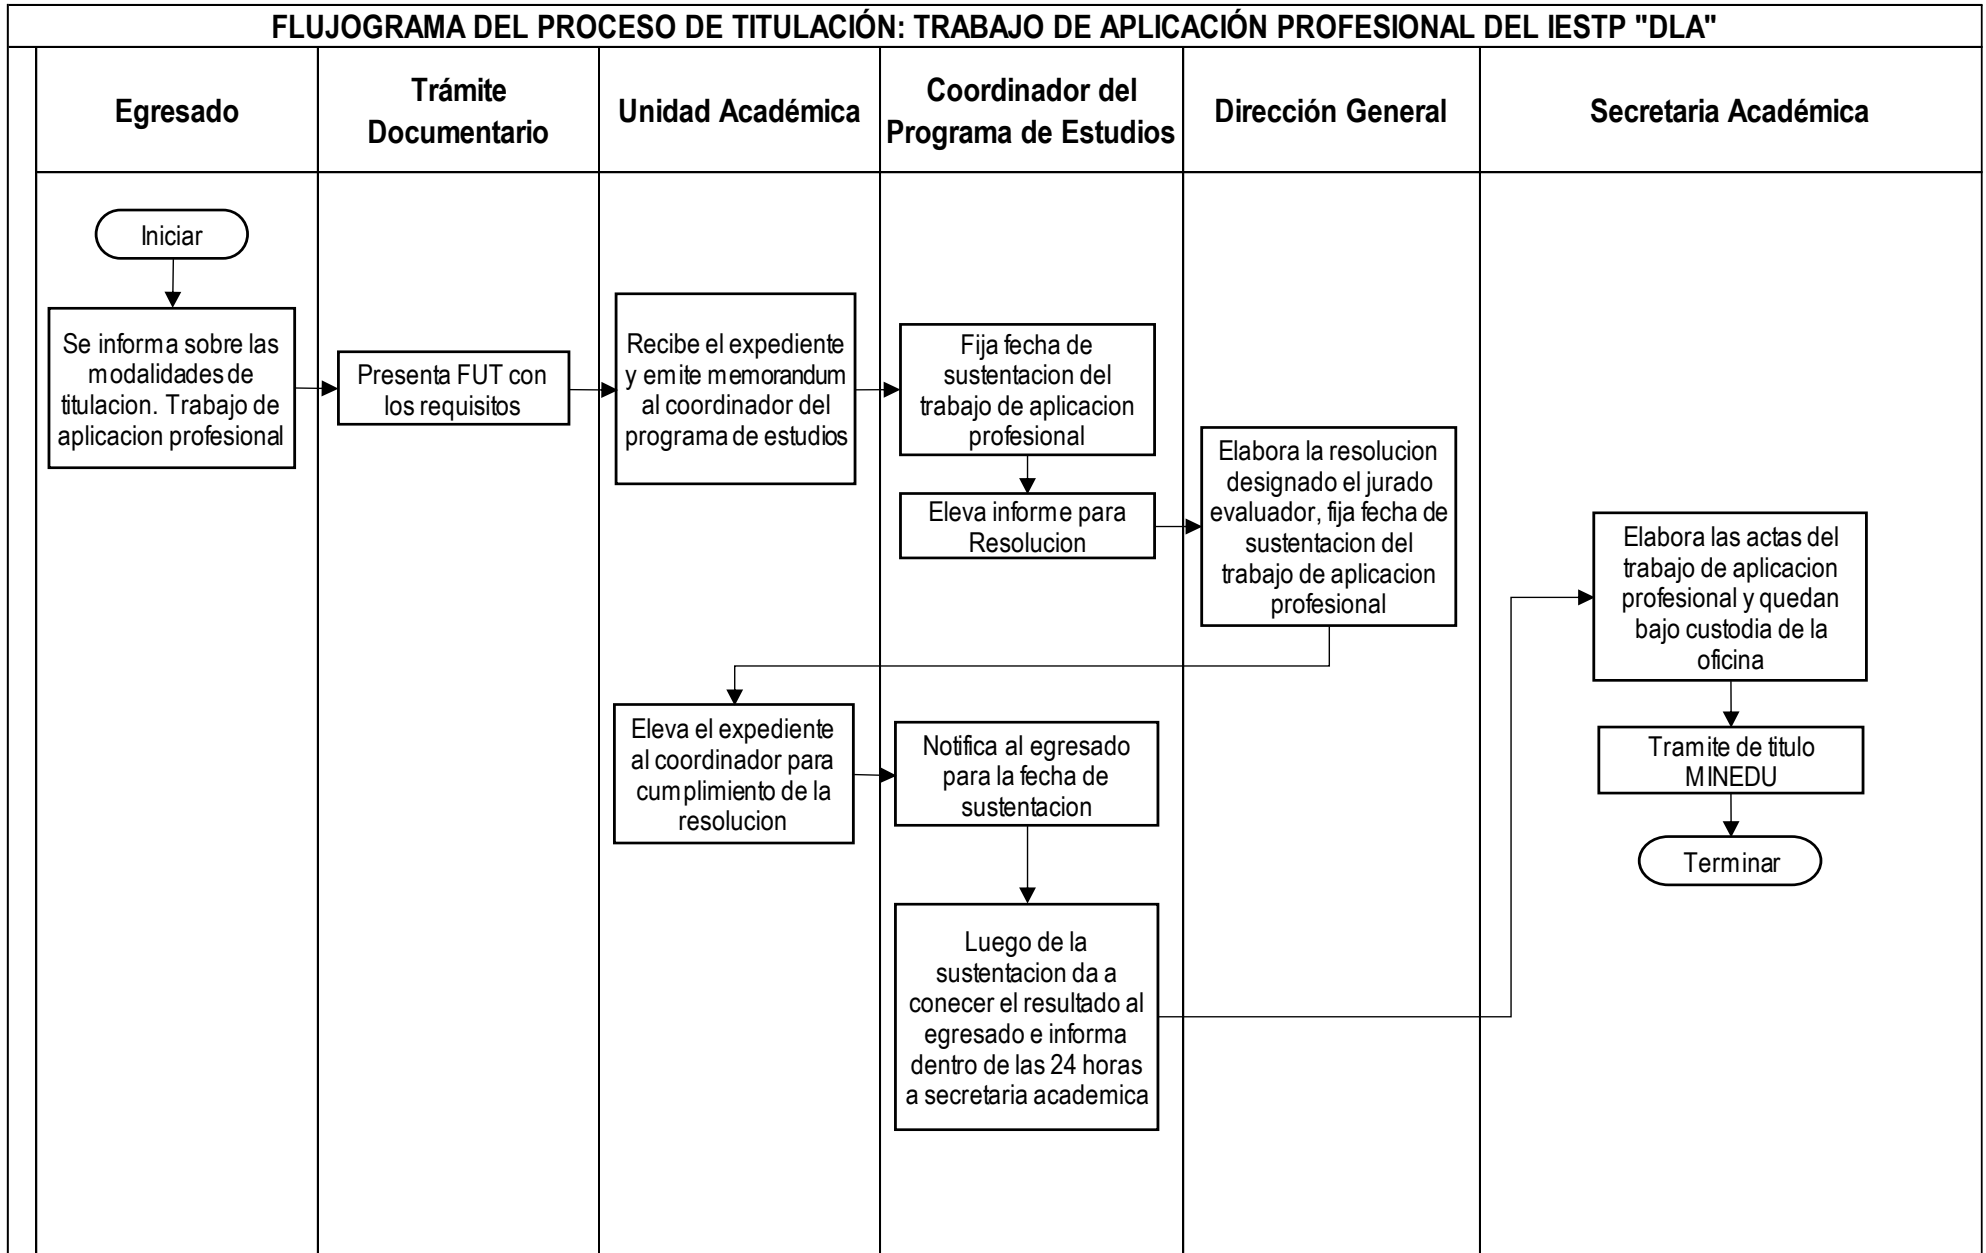 FLUJOGRAMA DEL PROCESO DE TITULACIÓN: TRABAJO DE APLICACIÓN PROFESIONAL DEL IESTP "DLA"
Egresado
Trámite
Documentario
Unidad Académica
Coordinador del
Programa de Estudios
Dirección General
Secretaria Académica
Iniciar
Se informa sobre las
modalidades de
titulacion. Trabajo de
aplicacion profesional
Presenta FUT con
los requisitos
Recibe el expediente
y emite memorandum
al coordinador del
programa de estudios
Fija fecha de
sustentacion del
trabajo de aplicacion
profesional
Eleva informe para
Resolucion
Elabora la resolucion
designado el jurado
evaluador, fija fecha de
sustentacion del
trabajo de aplicacion
profesional
Eleva el expediente
al coordinador para
cumplimiento de la
resolucion
Notifica al egresado
para la fecha de
sustentacion
Luego de la
sustentacion da a
conecer el resultado al
egresado e informa
dentro de las 24 horas
a secretaria academica
Elabora las actas del
trabajo de aplicacion
profesional y quedan
bajo custodia de la
oficina
Tramite de titulo
MINEDU
Terminar